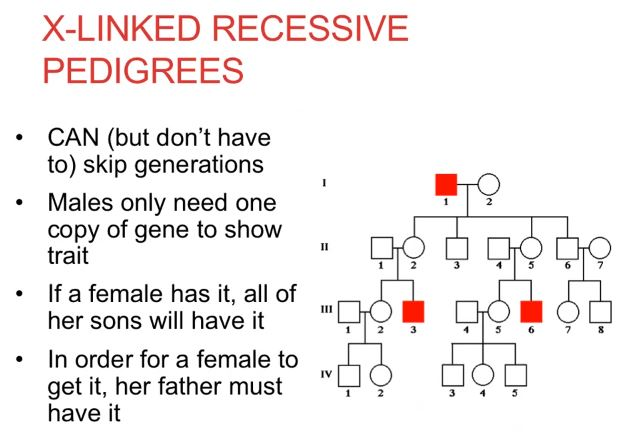 X-LINKED RECESSIVE
PEDIGREES
• CAN (but don't have
to) skip generations
• Males only need one
copy of gene to show
trait
• If a female has it, all of
her sons will have it
• In order for a female to
get it, her father must
have it
I
1 2
II
1 2 3 4 5 6 7
III
1 2 3 4 5 6 7 8
IV
1 2 3 4 5